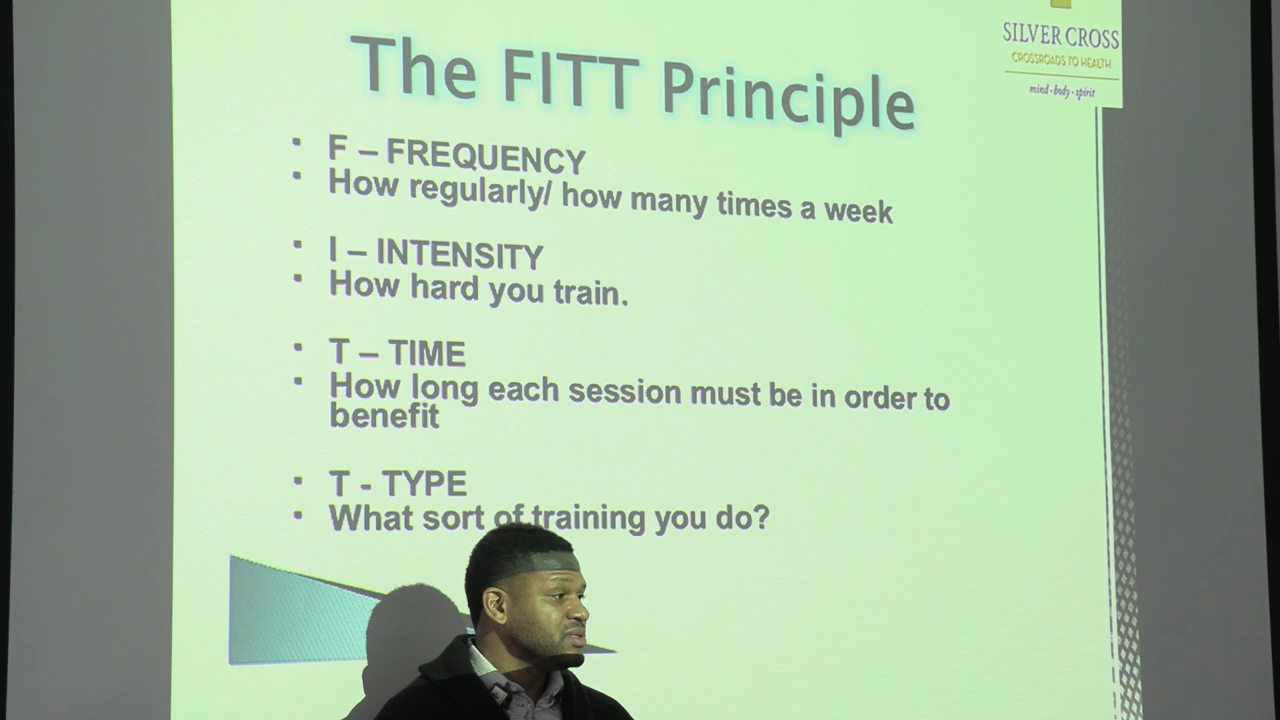 SILVER CROSS
CROSSROADS TO HEALTH
mind • body • spirit
The FITT Principle
▪ F – FREQUENCY
▪ How regularly/ how many times a week
▪ I – INTENSITY
▪ How hard you train.
▪ T – TIME
▪ How long each session must be in order to
benefit
▪ T - TYPE
▪ What sort of training you do?